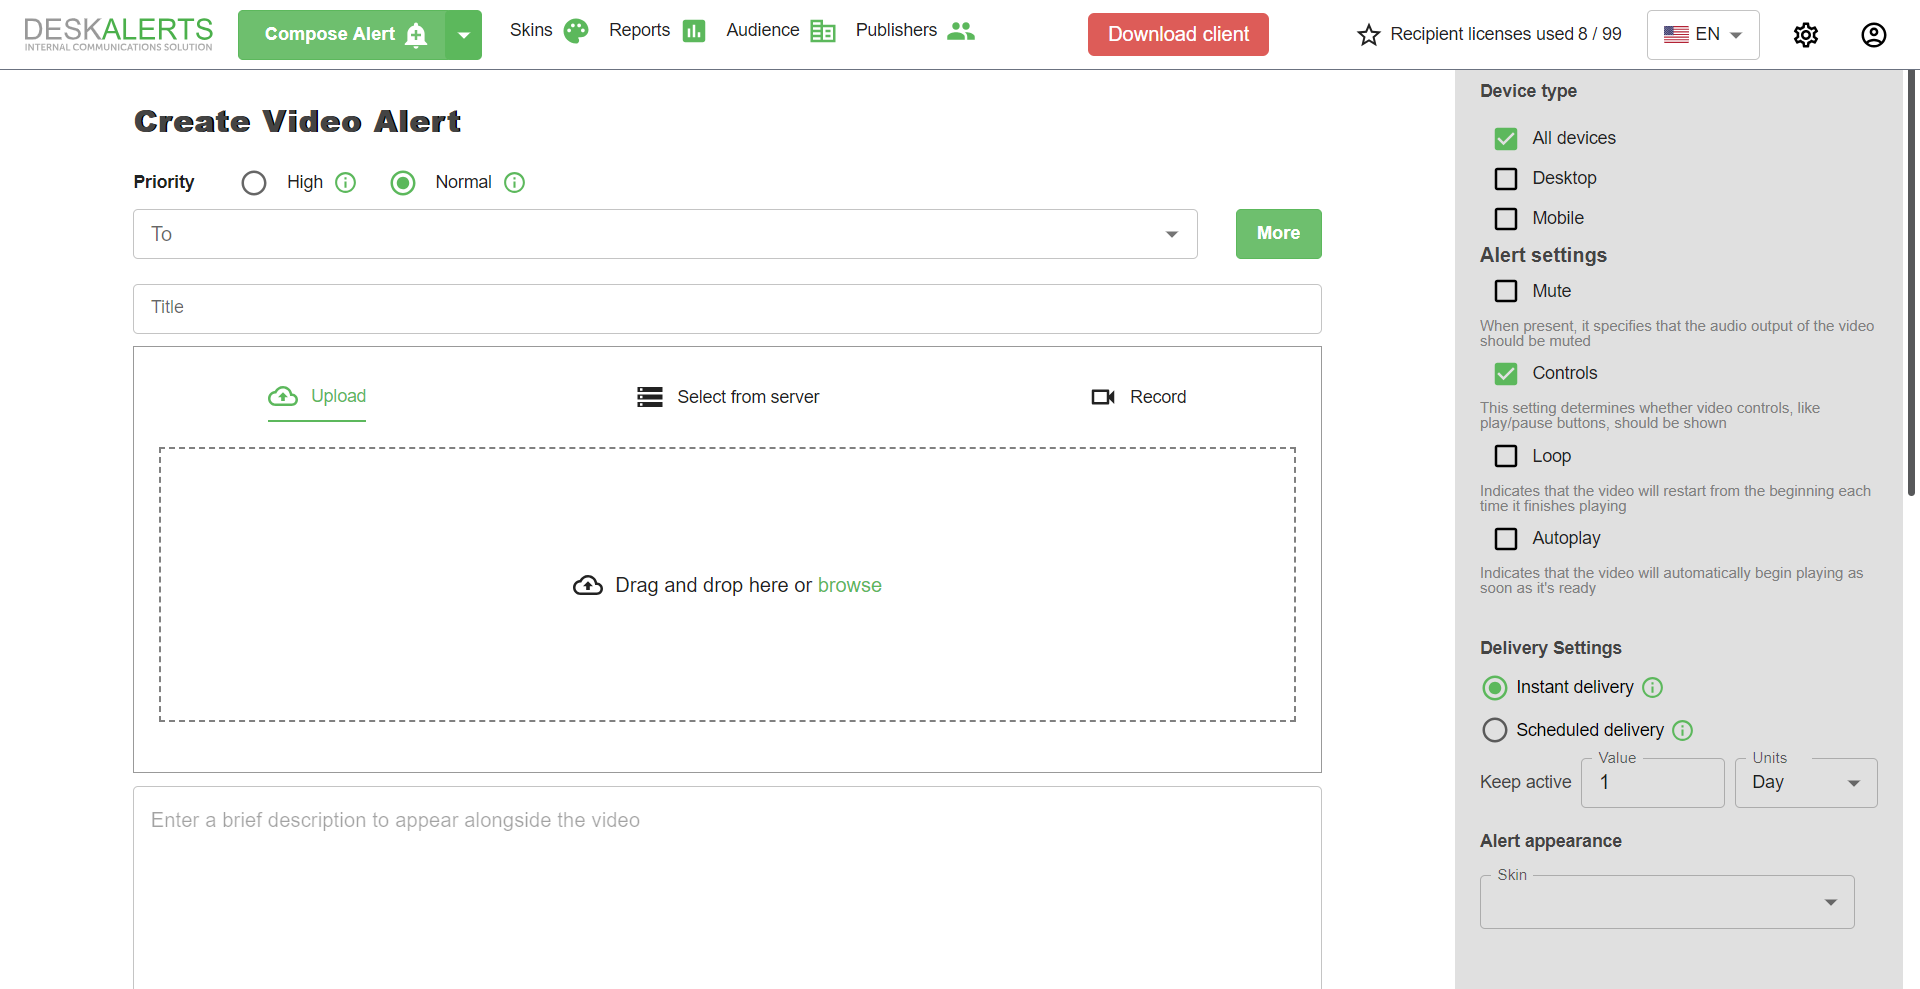 DESKALERTS
INTERNAL COMMUNICATIONS SOLUTION
Compose Alert
Skins
Reports
Audience
Publishers
Download client
Recipient licenses used 8 / 99
EN
Create Video Alert
Priority
High
Normal
To
More
Title
Upload
Select from server
Record
Drag and drop here or browse
Enter a brief description to appear alongside the video
Device type
All devices
Desktop
Mobile
Alert settings
Mute
When present, it specifies that the audio output of the video
should be muted
Controls
This setting determines whether video controls, like
play/pause buttons, should be shown
Loop
Indicates that the video will restart from the beginning each
time it finishes playing
Autoplay
Indicates that the video will automatically begin playing as
soon as it's ready
Delivery Settings
Instant delivery
Scheduled delivery
Keep active
Value
1
Units
Day
Alert appearance
Skin